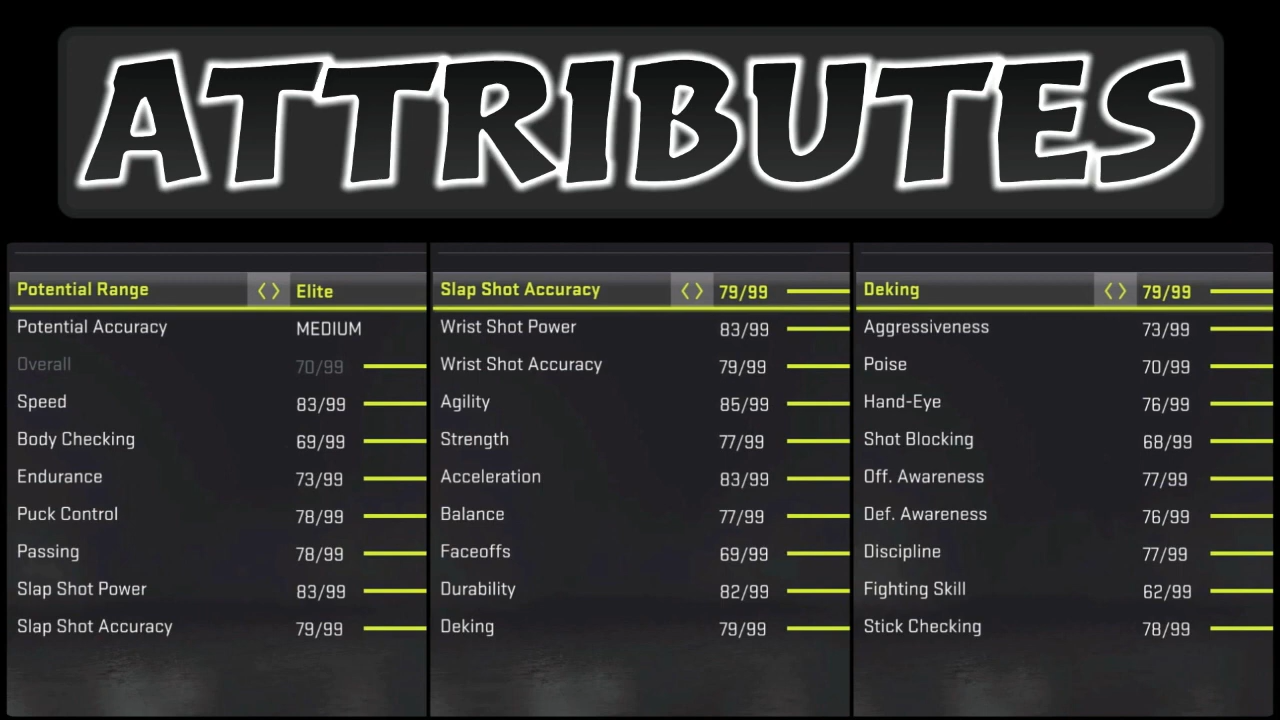 ATTRIBUTES
Potential Range <> Elite
Potential Accuracy MEDIUM
Overall 70/99
Speed 83/99
Body Checking 69/99
Endurance 73/99
Puck Control 78/99
Passing 78/99
Slap Shot Power 83/99
Slap Shot Accuracy 79/99
Slap Shot Accuracy <> 79/99
Wrist Shot Power 83/99
Wrist Shot Accuracy 79/99
Agility 85/99
Strength 77/99
Acceleration 83/99
Balance 77/99
Faceoffs 69/99
Durability 82/99
Deking 79/99
Deking <> 79/99
Aggressiveness 73/99
Poise 70/99
Hand-Eye 76/99
Shot Blocking 68/99
Off. Awareness 77/99
Def. Awareness 76/99
Discipline 77/99
Fighting Skill 62/99
Stick Checking 78/99